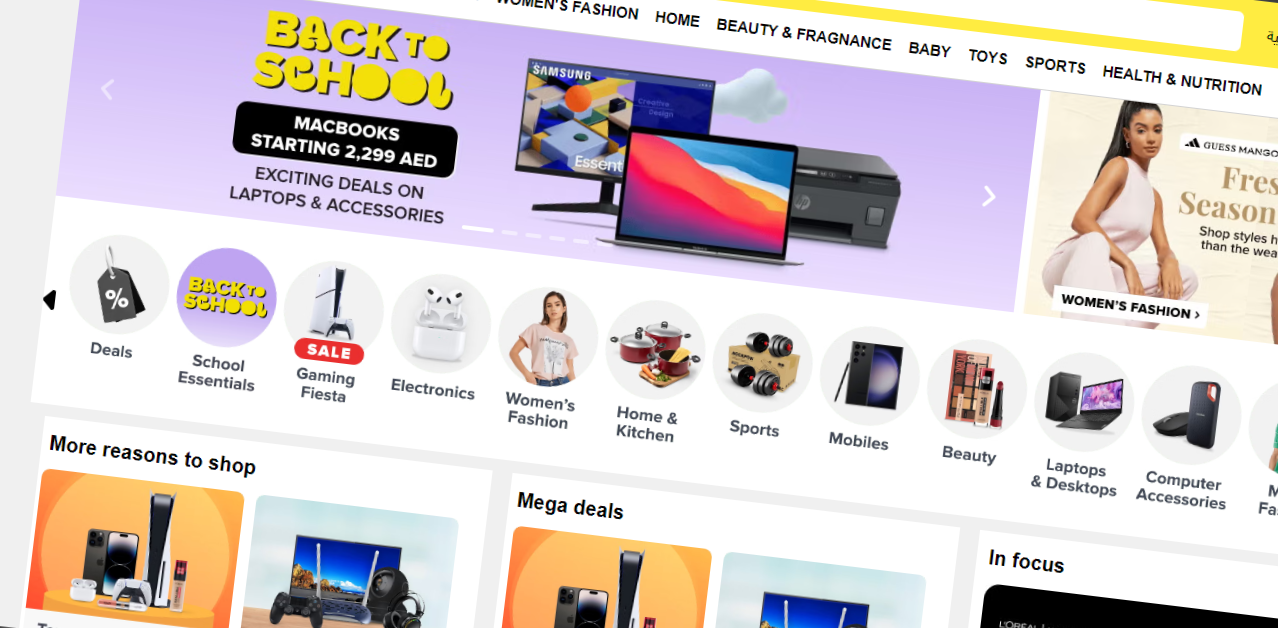 WOMEN'S FASHION
HOME
BEAUTY & FRAGNANCE
BABY
TOYS
SPORTS
HEALTH & NUTRITION
BACK TO
SCHOOL
MACBOOKS
STARTING 2,299 AED
EXCITING DEALS ON
LAPTOPS & ACCESSORIES
SAMSUNG
Creative
Design
Essent
hp
GUESS MANGO
Fres
Season
Shop styles h
than the wea
WOMEN'S FASHION ›
%
Deals
BACK TO
SCHOOL
School
Essentials
SALE
Gaming
Fiesta
Electronics
Women's
Fashion
Home &
Kitchen
Sports
Mobiles
Beauty
Laptops
& Desktops
Computer
Accessories
M
Fas
More reasons to shop
Mega deals
In focus
L'ORÉAL